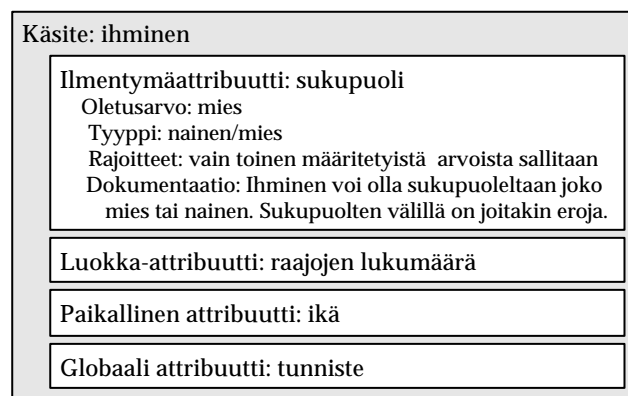 Käsite: ihminen
Ilmentymäattribuutti: sukupuoli
Oletusarvo: mies
Tyyppi: nainen/mies
Rajoitteet: vain toinen määritetyistä arvoista sallitaan
Dokumentaatio: Ihminen voi olla sukupuoleltaan joko
mies tai nainen. Sukupuolten välillä on joitakin eroja.
Luokka-attribuutti: raajojen lukumäärä
Paikallinen attribuutti: ikä
Globaali attribuutti: tunniste